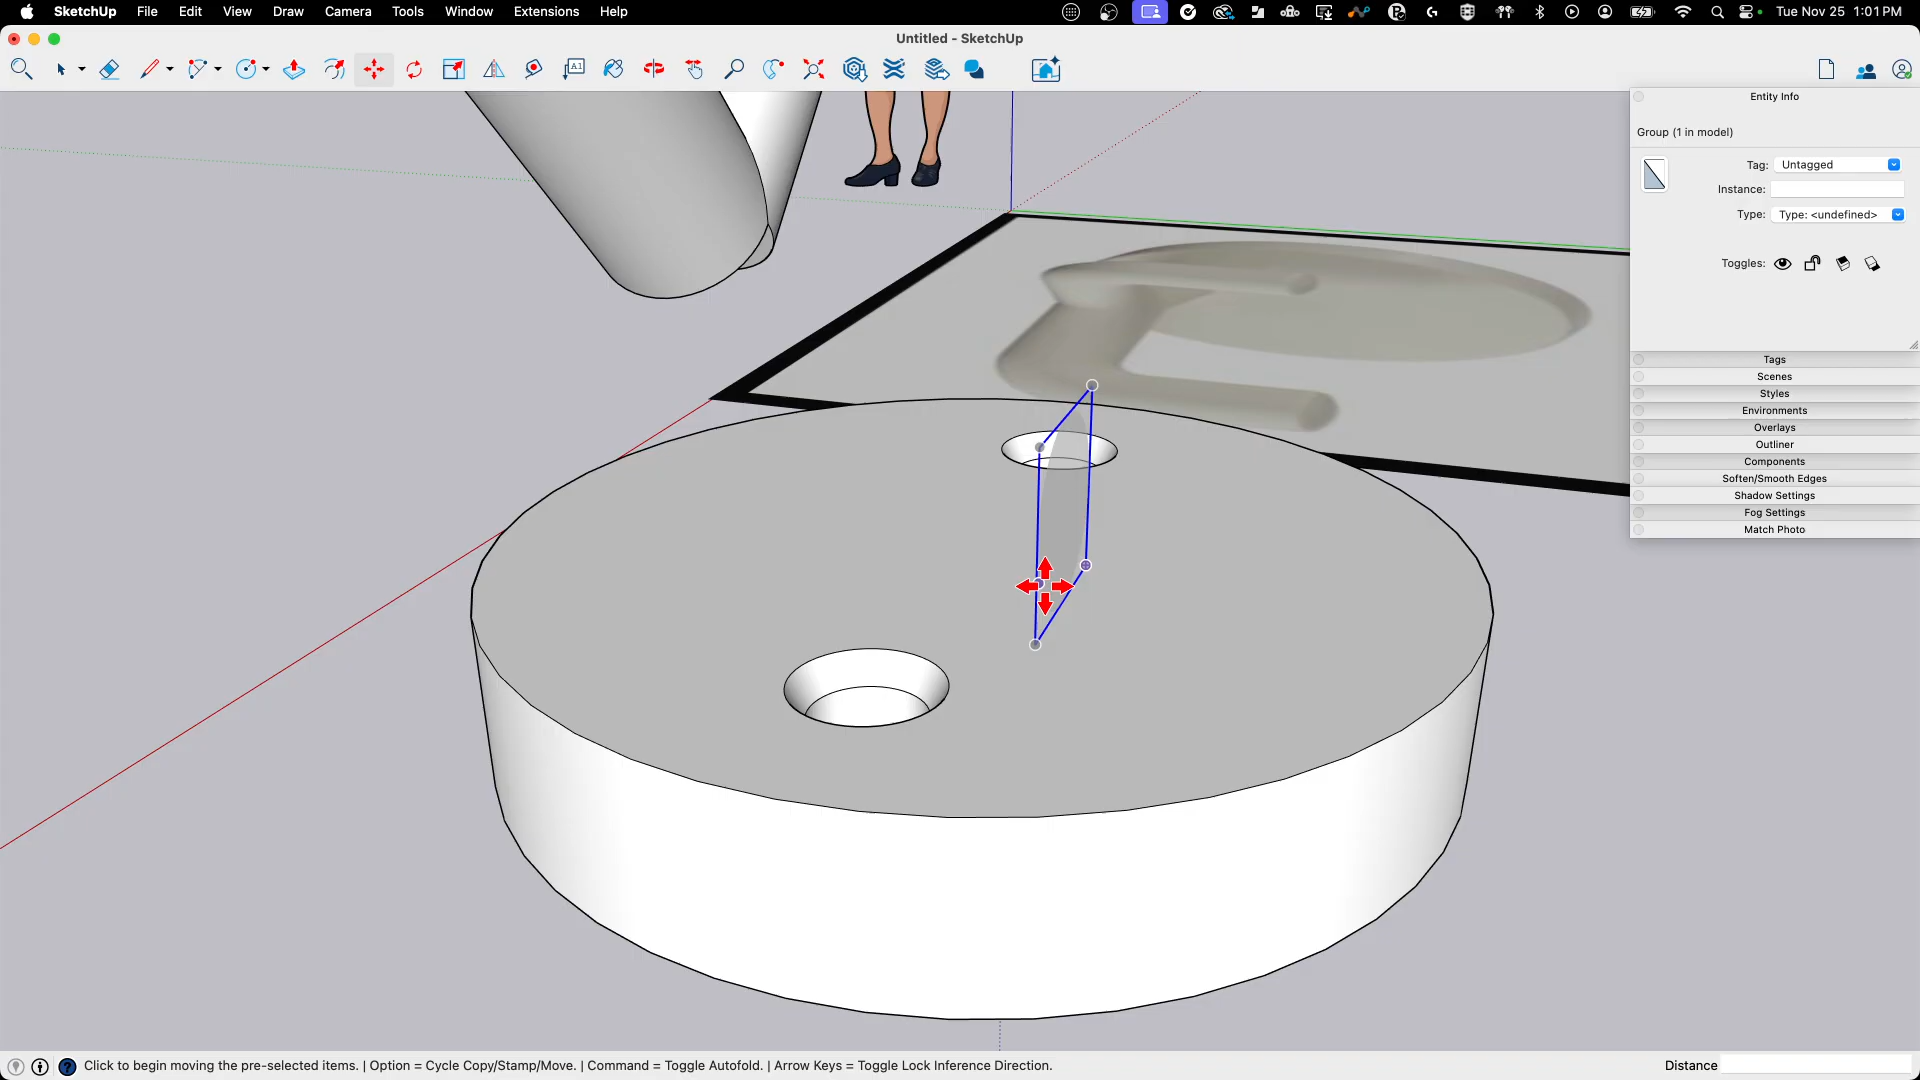 SketchUp File Edit View Draw Camera Tools Window Extensions Help Tue Nov 25 1:01 PM
Untitled - SketchUp
A1
Entity Info
Group (1 in model)
Tag: Untagged
Instance:
Type: Type: <undefined>
Toggles:
Tags
Scenes
Styles
Environments
Overlays
Outliner
Components
Soften/Smooth Edges
Shadow Settings
Fog Settings
Match Photo
Click to begin moving the pre-selected items. | Option = Cycle Copy/Stamp/Move. | Command = Toggle Autofold. | Arrow Keys = Toggle Lock Inference Direction. Distance